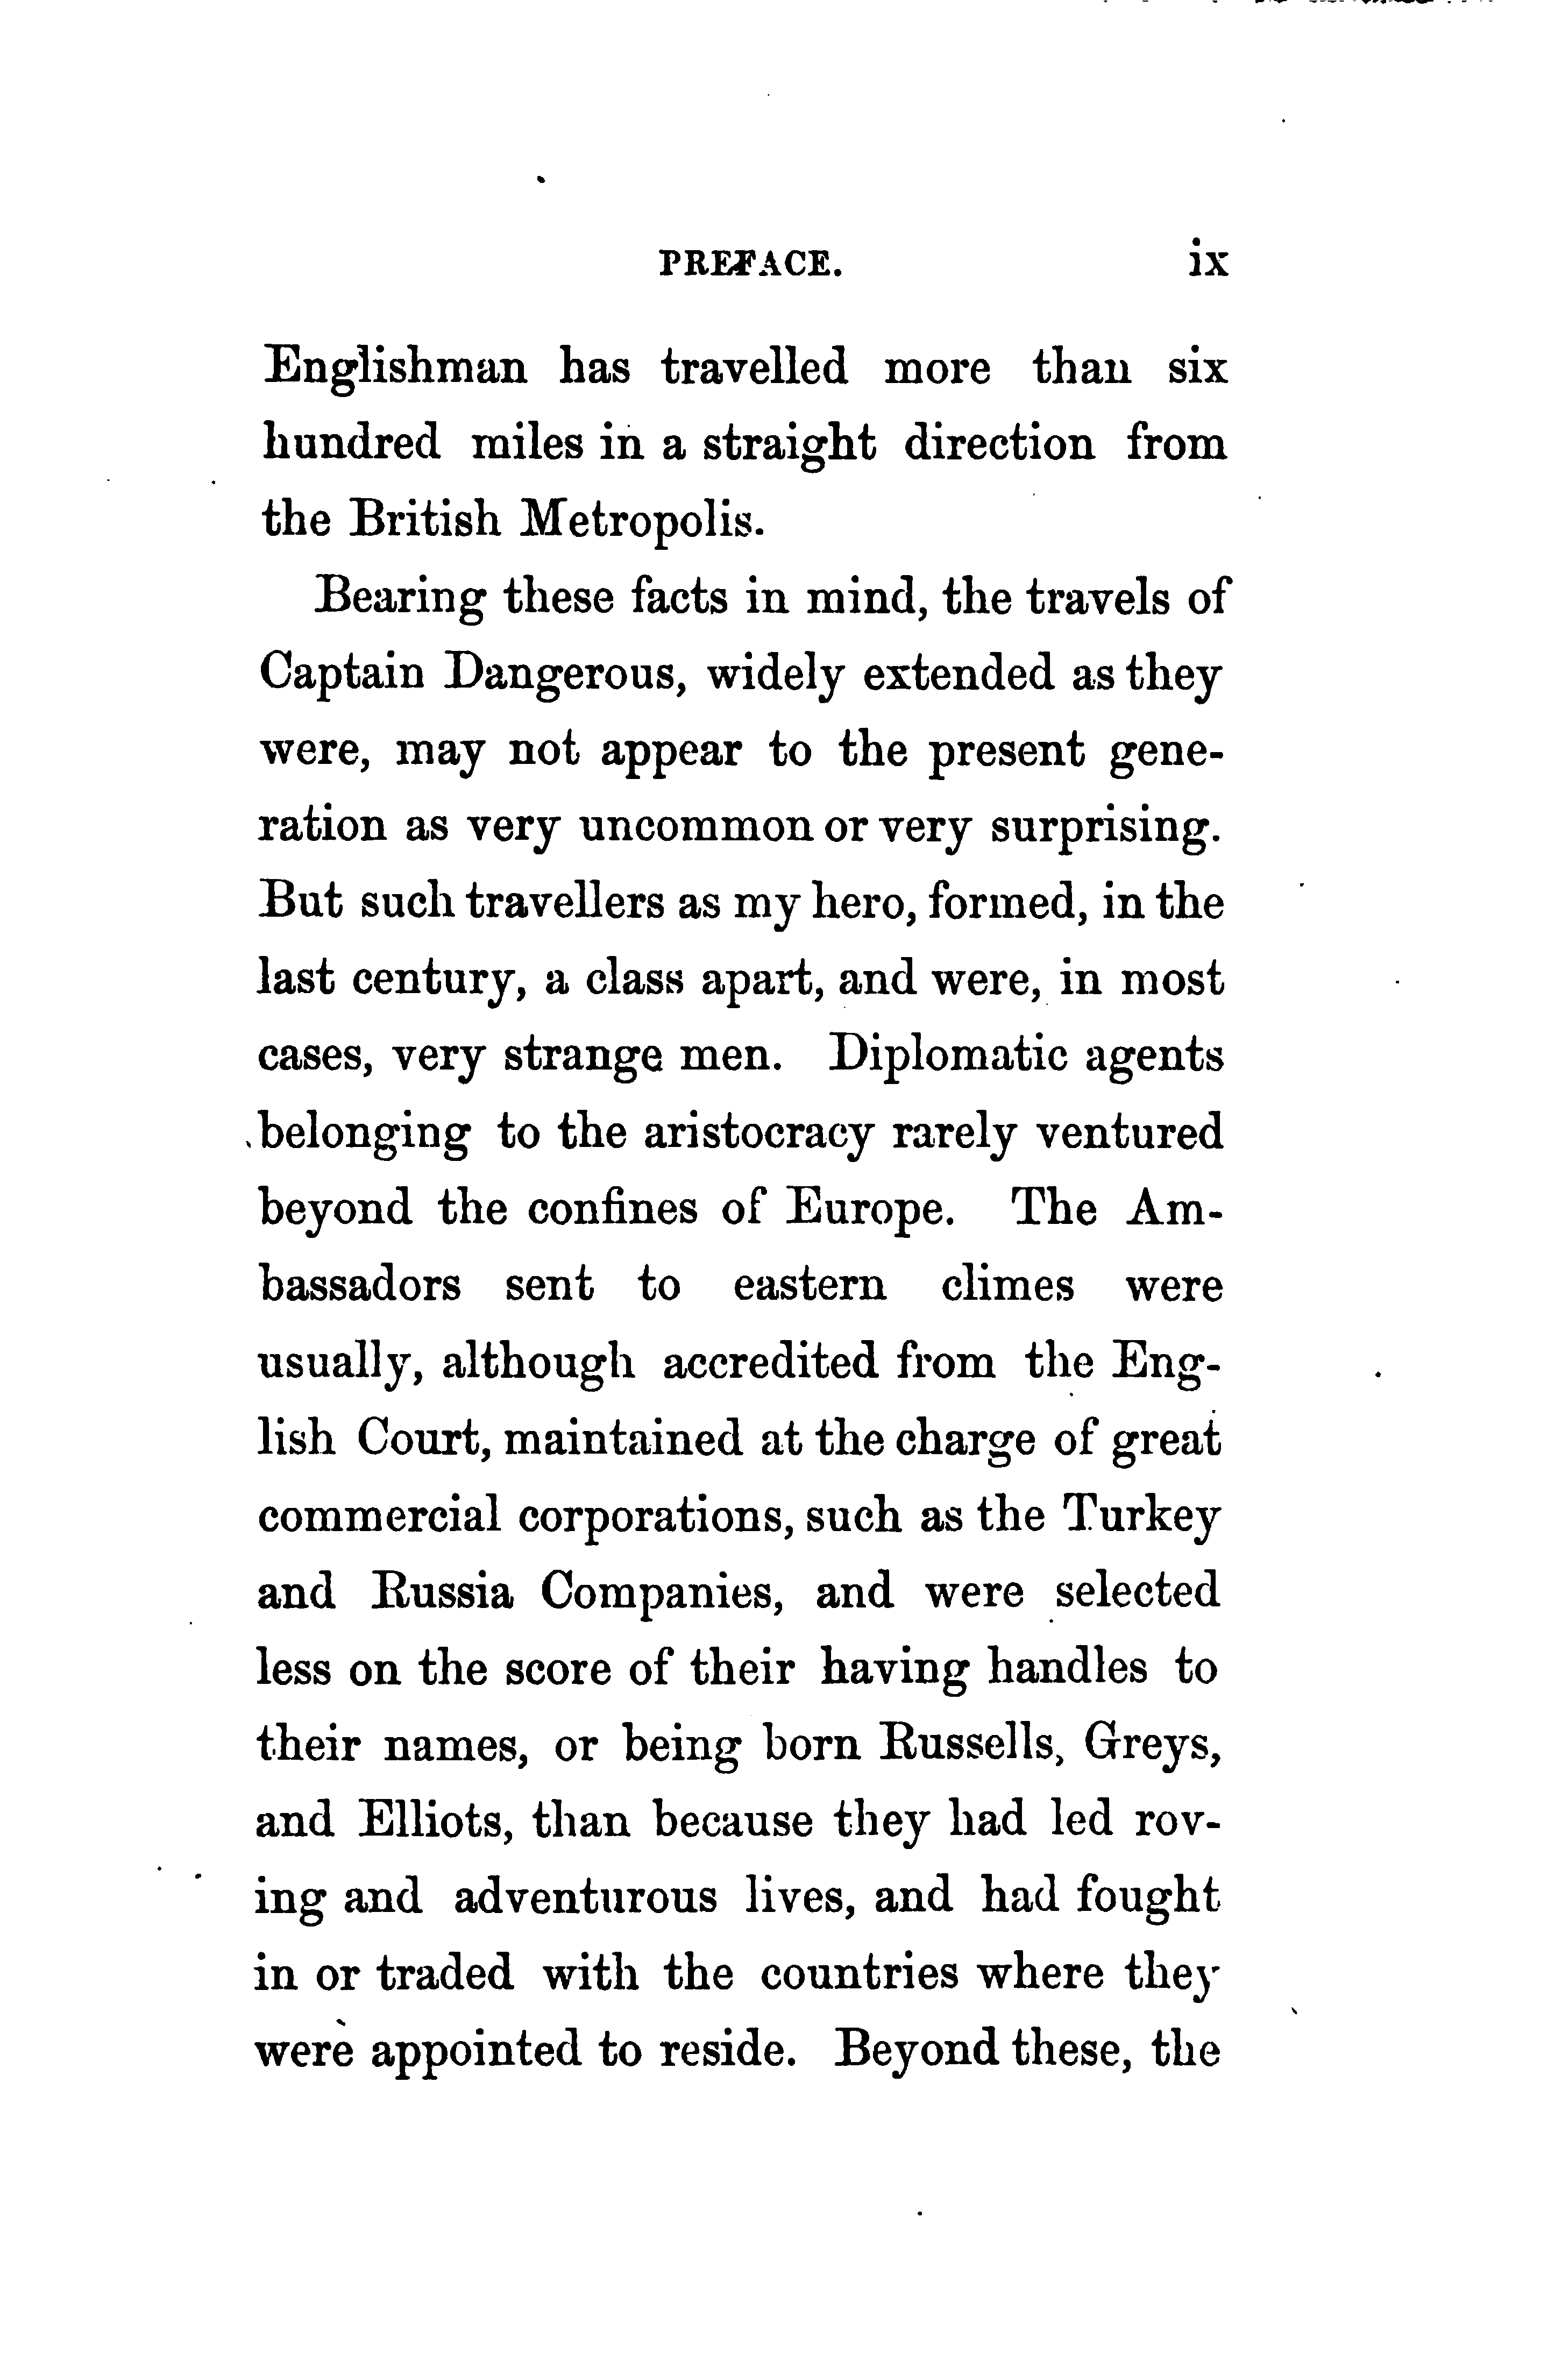 PREFACE. ix
Englishman has travelled more than six
hundred miles in a straight direction from
the British Metropolis.
Bearing these facts in mind, the travels of
Captain Dangerous, widely extended as they
were, may not appear to the present gene-
ration as very uncommon or very surprising.
But such travellers as my hero, formed, in the
last century, a class apart, and were, in most
cases, very strange men. Diplomatic agents
belonging to the aristocracy rarely ventured
beyond the confines of Europe. The Am-
bassadors sent to eastern climes were
usually, although accredited from the Eng-
lish Court, maintained at the charge of great
commercial corporations, such as the Turkey
and Russia Companies, and were selected
less on the score of their having handles to
their names, or being born Russells, Greys,
and Elliots, than because they had led rov-
ing and adventurous lives, and had fought
in or traded with the countries where they
were appointed to reside. Beyond these, the